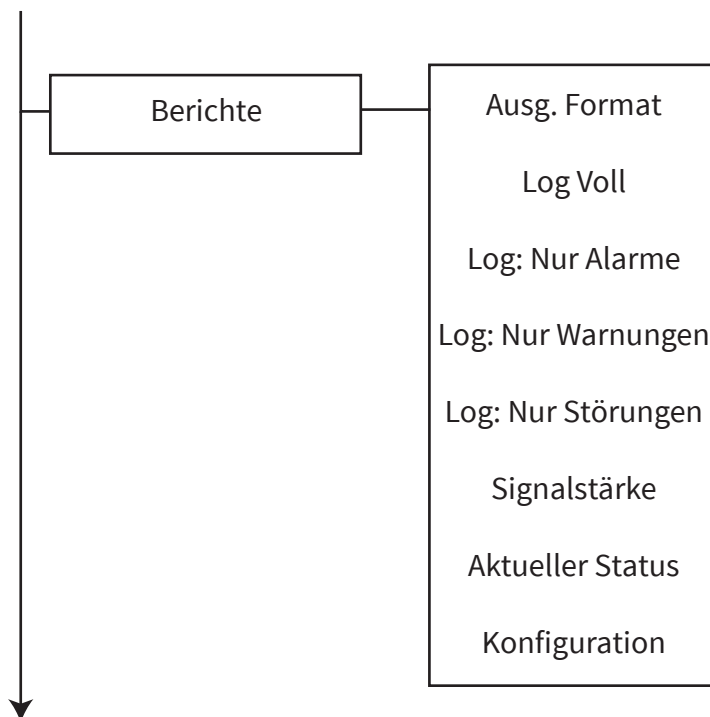 Berichte
Ausg. Format
Log Voll
Log: Nur Alarme
Log: Nur Warnungen
Log: Nur Störungen
Signalstärke
Aktueller Status
Konfiguration